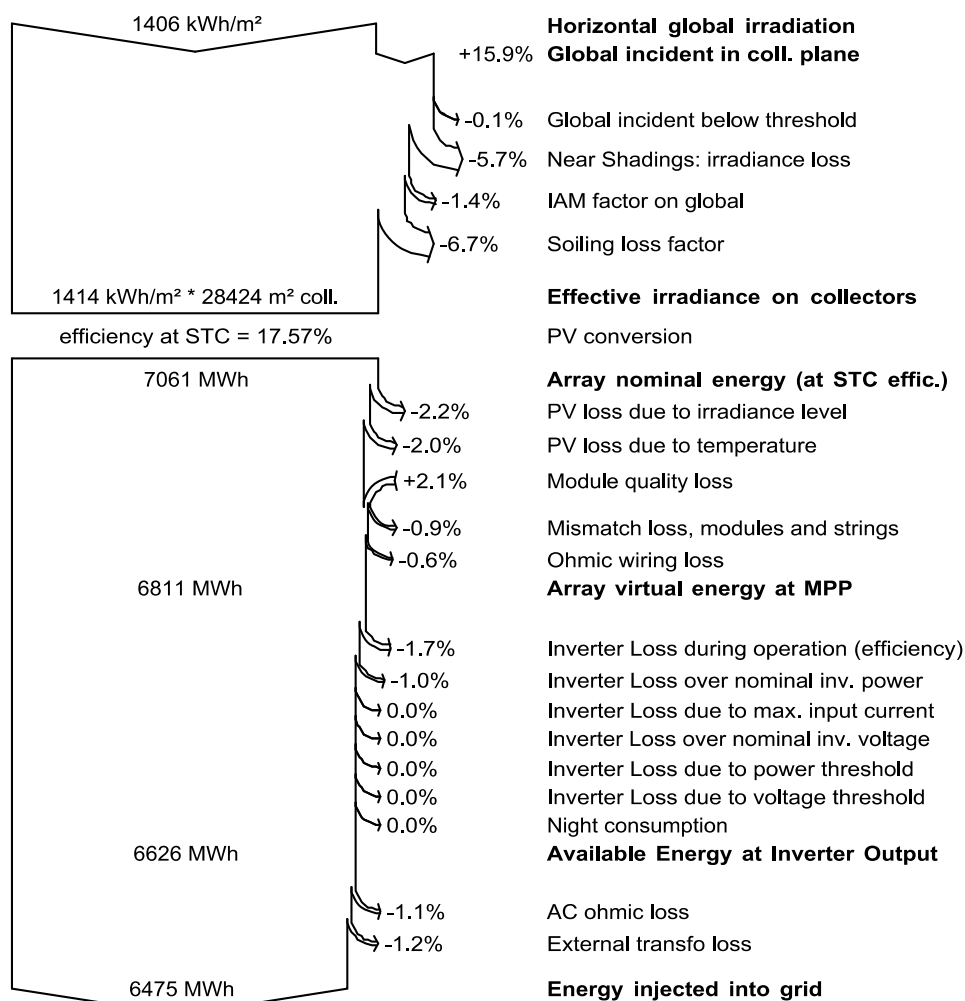 1406 kWh/m² Horizontal global irradiation
+15.9% Global incident in coll. plane
-0.1% Global incident below threshold
-5.7% Near Shadings: irradiance loss
-1.4% IAM factor on global
-6.7% Soiling loss factor
1414 kWh/m² * 28424 m² coll. Effective irradiance on collectors
efficiency at STC = 17.57% PV conversion
7061 MWh Array nominal energy (at STC effic.)
-2.2% PV loss due to irradiance level
-2.0% PV loss due to temperature
+2.1% Module quality loss
-0.9% Mismatch loss, modules and strings
-0.6% Ohmic wiring loss
6811 MWh Array virtual energy at MPP
-1.7% Inverter Loss during operation (efficiency)
-1.0% Inverter Loss over nominal inv. power
0.0% Inverter Loss due to max. input current
0.0% Inverter Loss over nominal inv. voltage
0.0% Inverter Loss due to power threshold
0.0% Inverter Loss due to voltage threshold
0.0% Night consumption
6626 MWh Available Energy at Inverter Output
-1.1% AC ohmic loss
-1.2% External transfo loss
6475 MWh Energy injected into grid